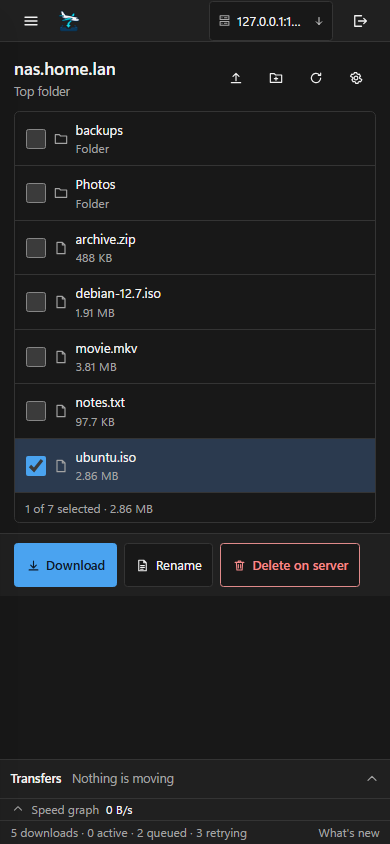 127.0.0.1:1...
nas.home.lan
Top folder
backups
Folder
Photos
Folder
archive.zip
488 KB
debian-12.7.iso
1.91 MB
movie.mkv
3.81 MB
notes.txt
97.7 KB
ubuntu.iso
2.86 MB
1 of 7 selected · 2.86 MB
Download Rename Delete on server
Transfers Nothing is moving
Speed graph 0 B/s
5 downloads · 0 active · 2 queued · 3 retrying What's new